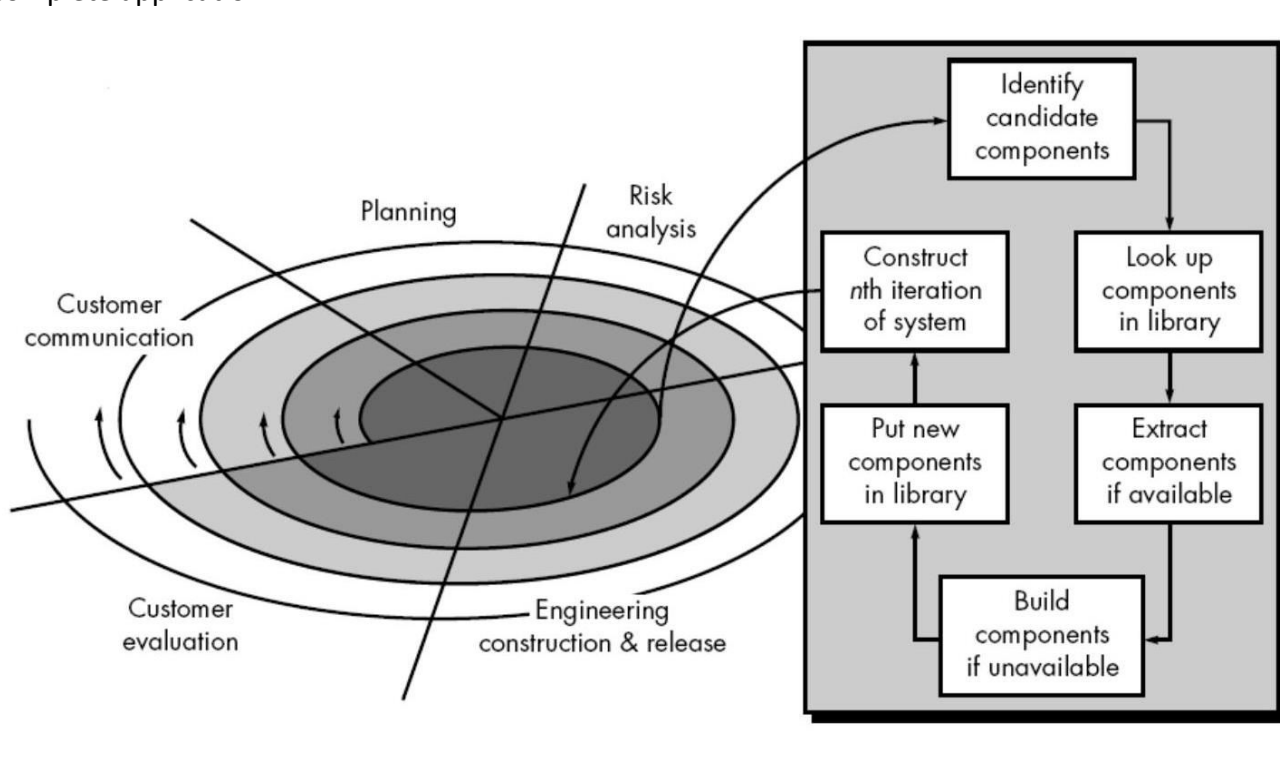 Planning
Risk
analysis
Customer
communication
Customer
evaluation
Engineering
construction & release
Identify
candidate
components
Look up
components
in library
Extract
components
if available
Build
components
if unavailable
Put new
components
in library
Construct
nth iteration
of system